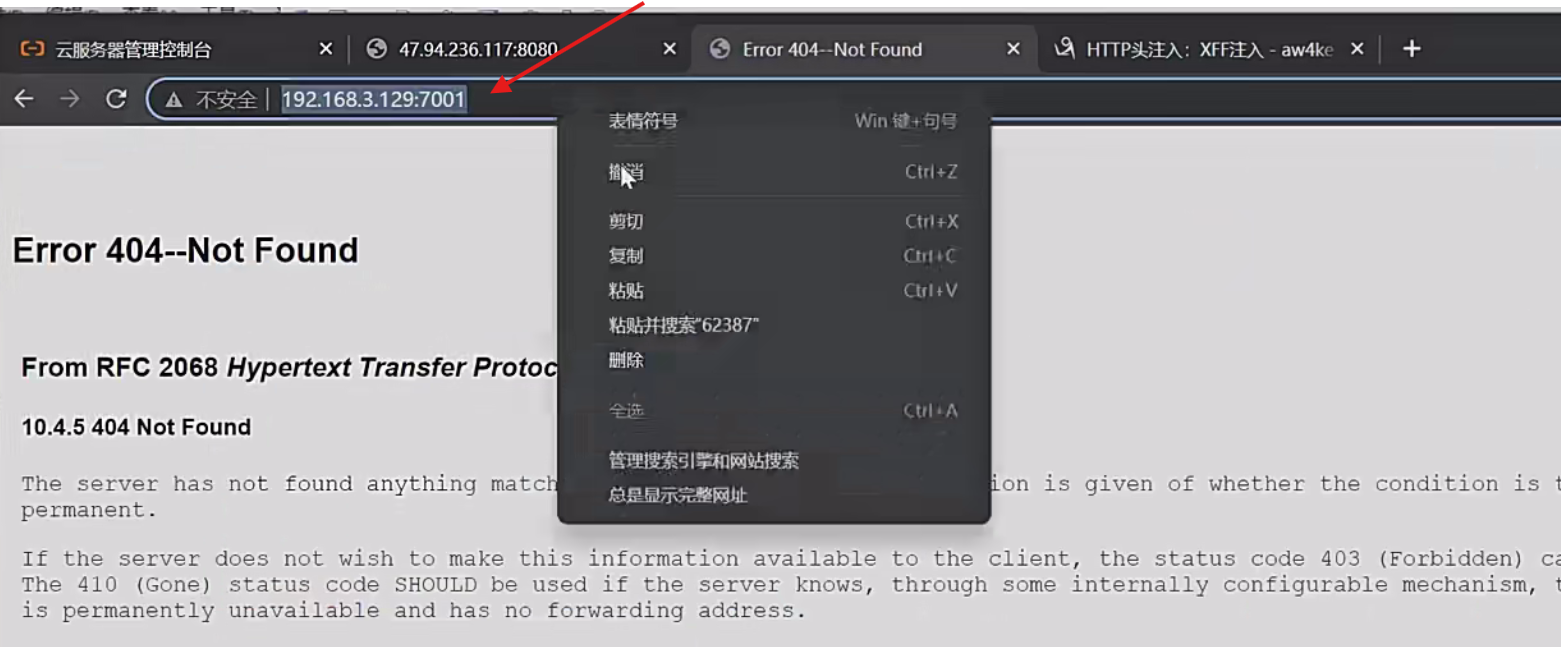 云服务器管理控制台
47.94.236.117:8080
Error 404--Not Found
HTTP头注入：XFF注入 - aw4ke
不安全
192.168.3.129:7001
表情符号 Win 键+句号
撤消 Ctrl+Z
剪切 Ctrl+X
复制 Ctrl+C
粘贴 Ctrl+V
粘贴并搜索“62387”
删除
全选 Ctrl+A
管理搜索引擎和网站搜索
总是显示完整网址
Error 404--Not Found
From RFC 2068 Hypertext Transfer Protoc
10.4.5 404 Not Found
The server has not found anything match ion is given of whether the condition is t
permanent.
If the server does not wish to make this information available to the client, the status code 403 (Forbidden) ca
The 410 (Gone) status code SHOULD be used if the server knows, through some internally configurable mechanism, t
is permanently unavailable and has no forwarding address.